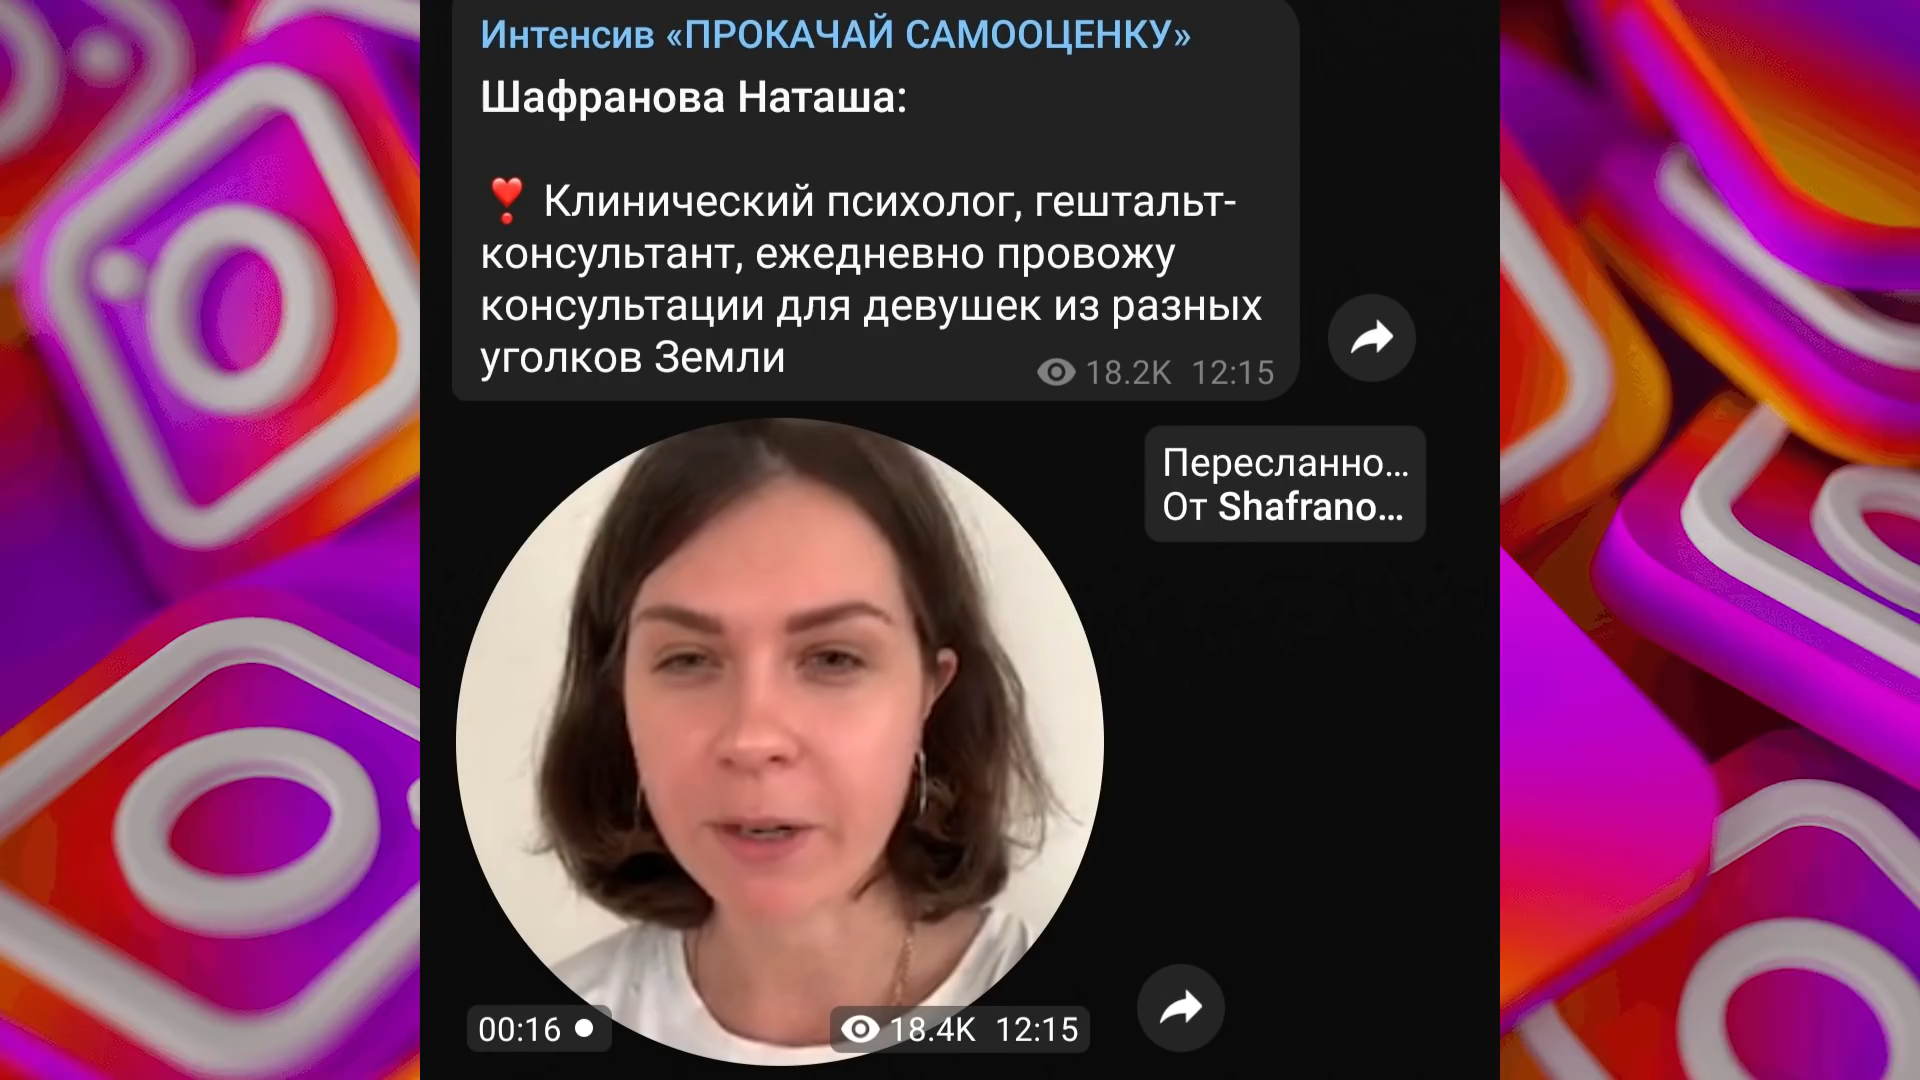 Интенсив «ПРОКАЧАЙ САМООЦЕНКУ»
Шафранова Наташа:
❣️ Клинический психолог, гештальт-
консультант, ежедневно провожу
консультации для девушек из разных
уголков Земли
18.2K 12:15
Пересланно…
От Shafrano…
00:16
18.4K 12:15